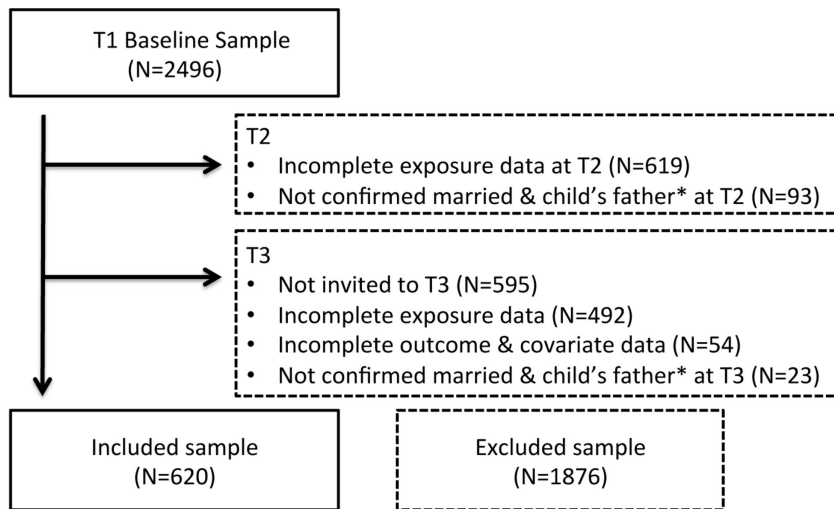 T1 Baseline Sample
(N=2496)
T2
• Incomplete exposure data at T2 (N=619)
• Not confirmed married & child's father* at T2 (N=93)
T3
• Not invited to T3 (N=595)
• Incomplete exposure data (N=492)
• Incomplete outcome & covariate data (N=54)
• Not confirmed married & child's father* at T3 (N=23)
Included sample
(N=620)
Excluded sample
(N=1876)